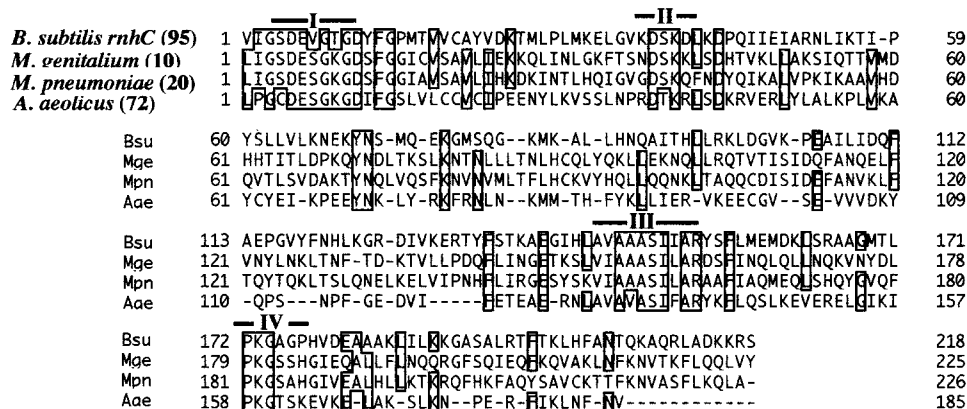 I II
B. subtilis rnhC (95) 1 VIGSDEVGTGDYFGPMTVVCAYVDKTMLPLMKELGVKDSKDLKDPQIIEIARNLIKTI-P 59
M. genitalium (10) 1 LIGSDESGKGDSFGGICVSAVLIEKKQLINLGKFTSNDSKKLSDHTVKLLAKSIQTTVMD 60
M. pneumoniae (20) 1 LIGSDESGKGDFFGGIVVSAVLIHKDKINTLHQIGVGDSKQFNDYQIKALVPKIKAAVHD 60
A. aeolicus (72) 1 LPGCDESGKGDIFGSLVLCCVCIPEENYLKVSSLNPRDTKRLSDKRVERLYLALKPLVKA 60
Bsu 60 YSLLVLKNEKYNS-MQ-EKGMSQG--KMK-AL-LHNQAITHLLRKLDGVK-PEAILIDQF 112
Mge 61 HHTITLDPKQYNDLTKSLKNTNLLLTNLHCQLYQKLLEKNQLLRQTVTISIDQFANQELF 120
Mpn 61 QVTLSVDAKTYNQLVQSFKNVNVMLTFLHCKVYHQLLQQNKLTAQQCDISIDEFANVKLF 120
Aae 61 YCYEI-KPEEYNK-LY-RKFRNLN-KMM-TH-FYKLLIER-VKEECGV--SE-VVVDKY 109
III
Bsu 113 AEPGVYFNHLKGR-DIVKERTYFSTKAEGIHLAVAAASIIARYSFLMEMDKLSRAAGMTL 171
Mge 121 VNYLNKLTNF-TD-KTVLLPDQFLINGETKSLVIAAASILARDSFINQLQLLNQKVNYDL 178
Mpn 121 TQYTQKLTSLQNELKELVIPNHFLIRGESYSKVIAAASILARAAFIAQMEQLSHQYGVQF 180
Aae 110 -QPS---NPF-GE-DVI-----FETEAE-RNLAVAVASIFARYKFLQSLKEVERELGIKI 157
IV
Bsu 172 PKGAGPHVDEAAAKLILKKGASALRTFTKLHFANTQKAQRLADKKRS 218
Mge 179 PKGSSHGIEQALLFLNQQRGFSQIEQFKQVAKLNFKNVTKFLQQLVY 225
Mpn 181 PKGSAHGIVEALHLLKTKRQFHKFAQYSAVCKTTFKNVASFLKQLA- 226
Aae 158 PKGTSKEVKE-LAK-SLKN--PE-R-FIKLNF-NV------------ 185